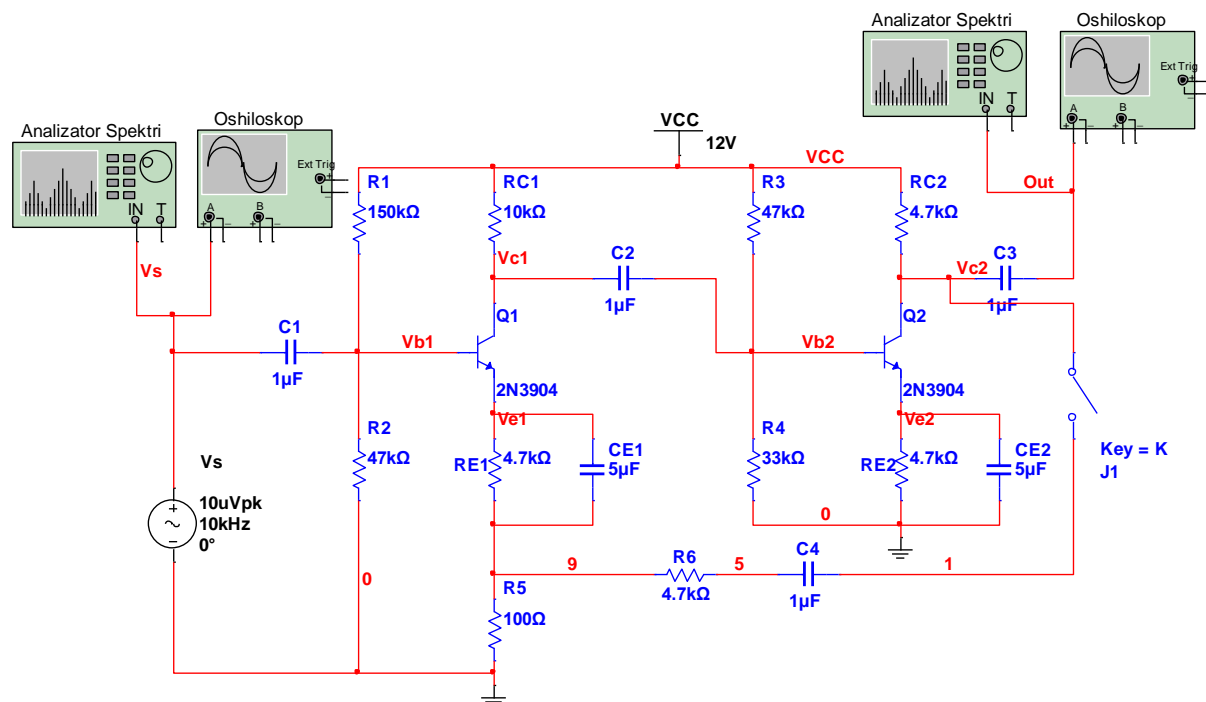 Analizator Spektri
Oshiloskop
IN
T
A
B
Ext Trig
Vs
Analizator Spektri
Oshiloskop
IN
T
A
B
Ext Trig
Out
VCC
12V
VCC
R1
150kΩ
RC1
10kΩ
R3
47kΩ
RC2
4.7kΩ
Vc1
C2
1µF
Vc2
C3
1µF
C1
1µF
Vb1
Q1
2N3904
Vb2
Q2
2N3904
Ve1
Ve2
R2
47kΩ
RE1
4.7kΩ
CE1
5µF
R4
33kΩ
RE2
4.7kΩ
CE2
5µF
Key = K
J1
Vs
10uVpk
10kHz
0°
0
0
9
R6
4.7kΩ
5
C4
1µF
1
R5
100Ω